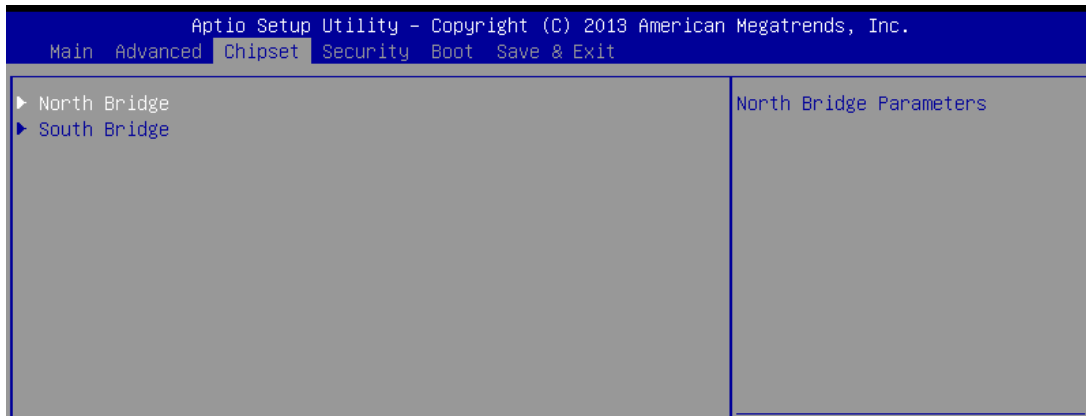 Aptio Setup Utility – Copyright (C) 2013 American Megatrends, Inc.
Main Advanced Chipset Security Boot Save & Exit
North Bridge
South Bridge
North Bridge Parameters